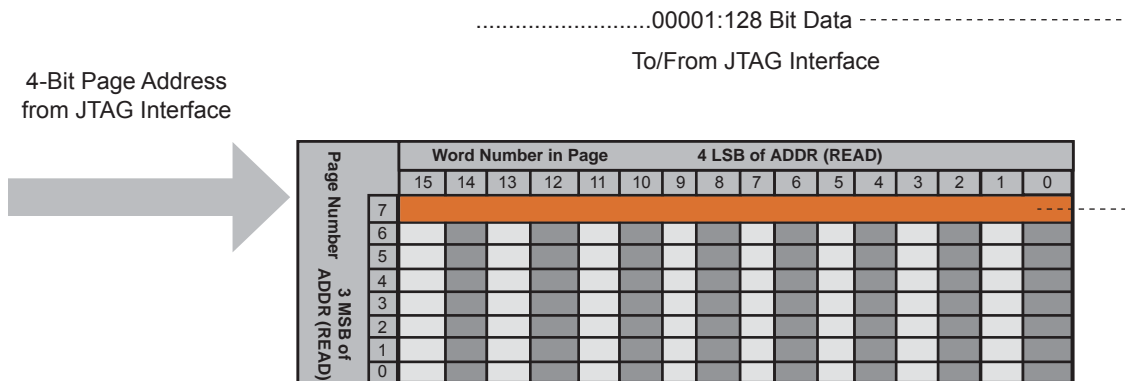 ...........................00001:128 Bit Data
To/From JTAG Interface
4-Bit Page Address
from JTAG Interface
Page Number
3 MSB of
ADDR (READ)
Word Number in Page 4 LSB of ADDR (READ)
15 14 13 12 11 10 9 8 7 6 5 4 3 2 1 0
7
6
5
4
3
2
1
0